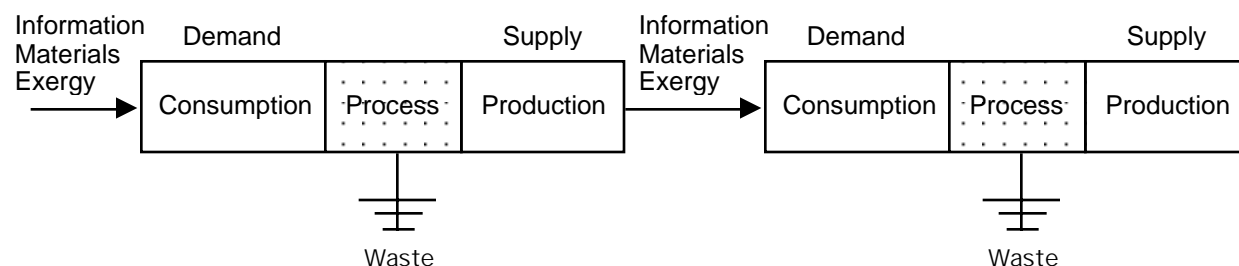 Information
Materials
Exergy
Demand
Supply
Consumption
Process
Production
Waste
Information
Materials
Exergy
Demand
Supply
Consumption
Process
Production
Waste